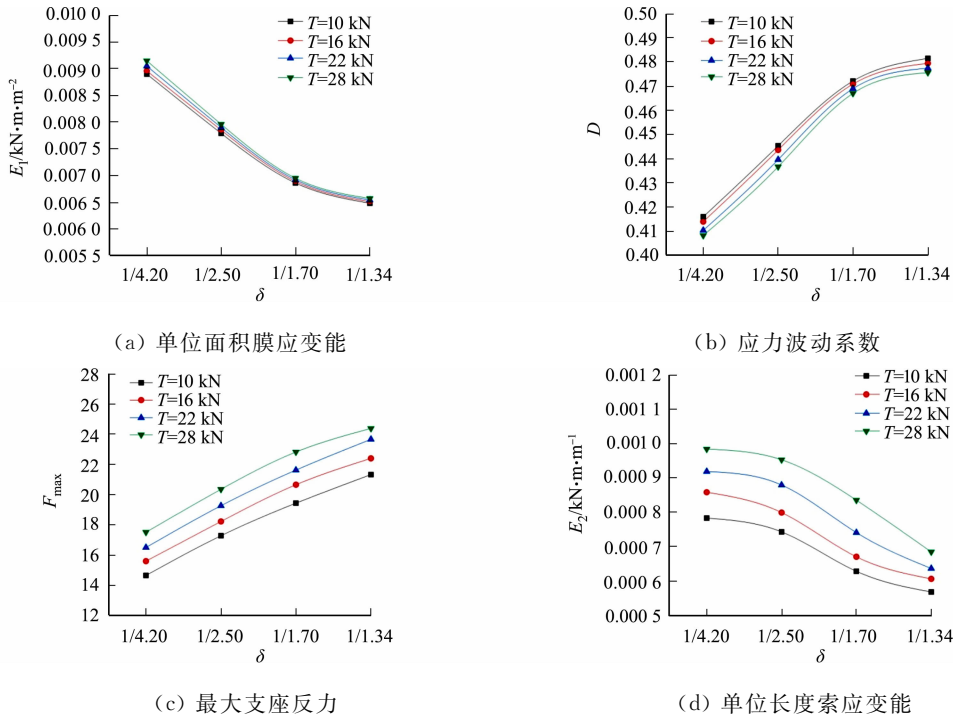 0.010 0
0.009 5
0.009 0
0.008 5
0.008 0
0.007 5
0.007 0
0.006 5
0.006 0
0.005 5
E₁/kN•m•m⁻²
T=10 kN
T=16 kN
T=22 kN
T=28 kN
1/4.20 1/2.50 1/1.70 1/1.34
δ
(a) 单位面积膜应变能
0.50
0.49
0.48
0.47
0.46
0.45
0.44
0.43
0.42
0.41
0.40
D
T=10 kN
T=16 kN
T=22 kN
T=28 kN
1/4.20 1/2.50 1/1.70 1/1.34
δ
(b) 应力波动系数
28
26
24
22
20
18
16
14
12
Fmax
T=10 kN
T=16 kN
T=22 kN
T=28 kN
1/4.20 1/2.50 1/1.70 1/1.34
δ
(c) 最大支座反力
0.001 2
0.001 1
0.001 0
0.000 9
0.000 8
0.000 7
0.000 6
0.000 5
E₂/kN•m•m⁻¹
T=10 kN
T=16 kN
T=22 kN
T=28 kN
1/4.20 1/2.50 1/1.70 1/1.34
δ
(d) 单位长度索应变能